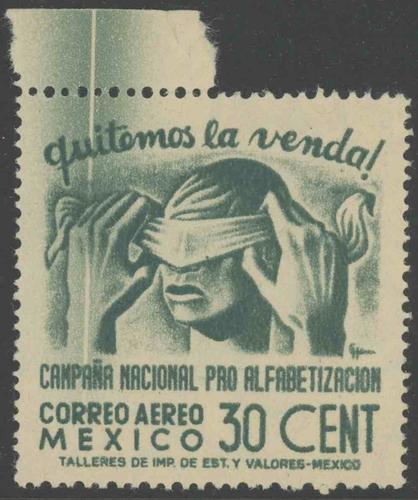 quitemos la venda!
CAMPAÑA NACIONAL PRO ALFABETIZACION
CORREO AEREO
MEXICO 30 CENT
TALLERES DE IMP. DE EST. Y VALORES-MEXICO